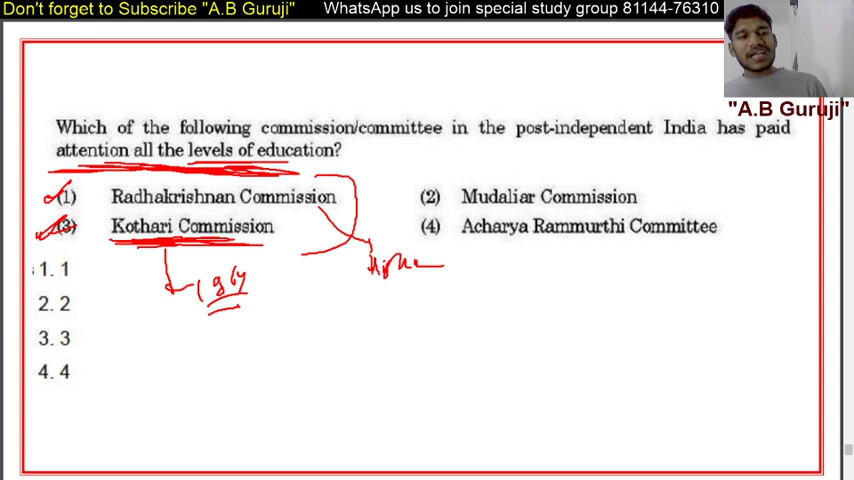 Don't forget to Subscribe "A.B Guruji" WhatsApp us to join special study group 81144-76310
"A.B Guruji"
Which of the following commission/committee in the post-independent India has paid
attention all the levels of education?
(1) Radhakrishnan Commission (2) Mudaliar Commission
(3) Kothari Commission (4) Acharya Rammurthi Committee
1. 1
2. 2
3. 3
4. 4